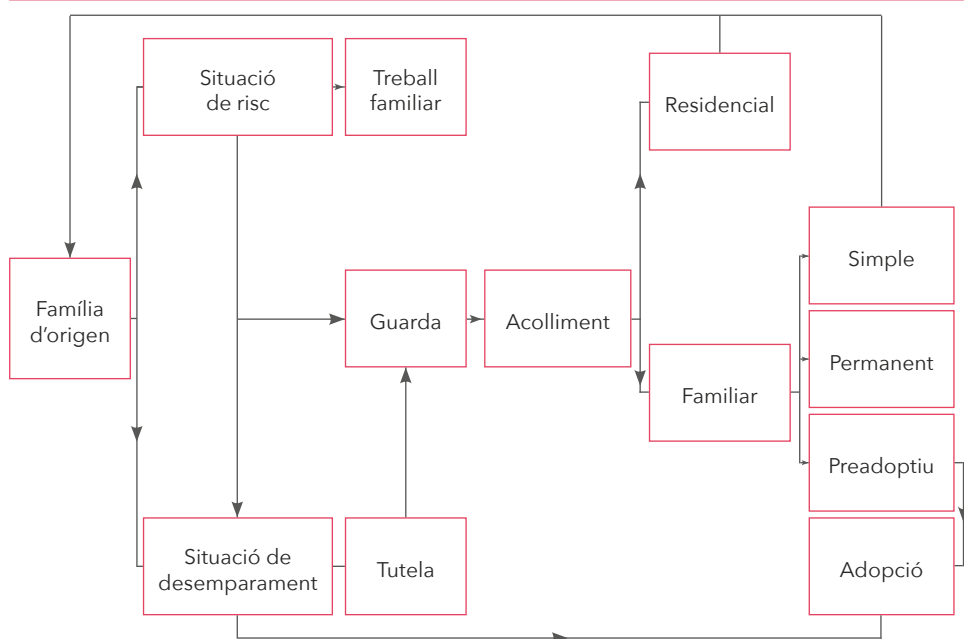 Situació
de risc
Treball
familiar
Residencial
Família
d’origen
Guarda
Acolliment
Simple
Permanent
Familiar
Preadoptiu
Situació de
desemparament
Tutela
Adopció